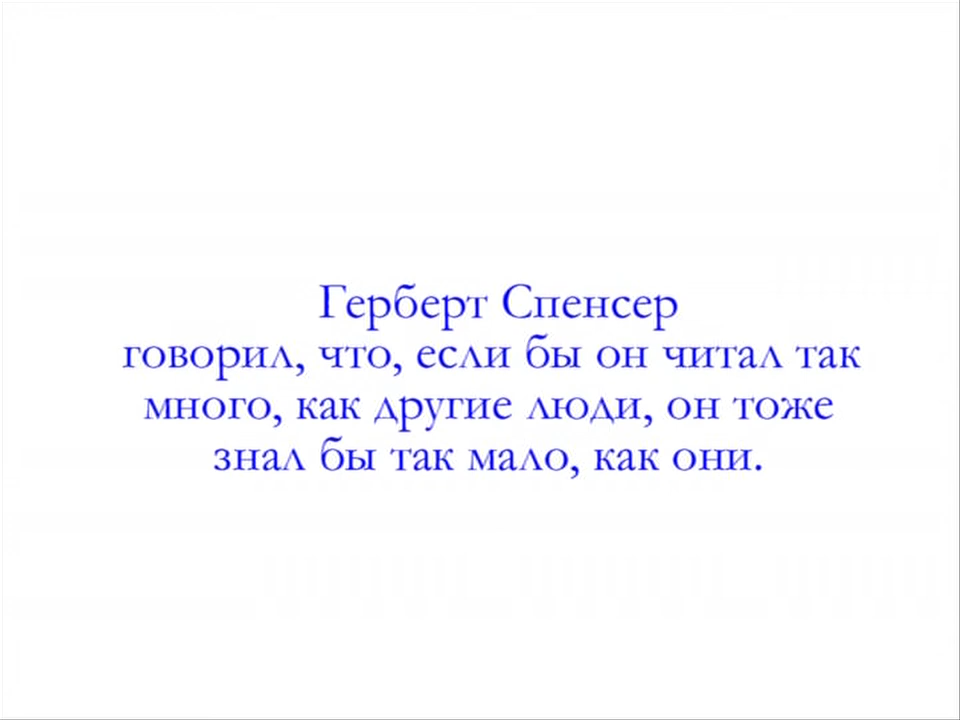 Герберт Спенсер
говорил, что, если бы он читал так
много, как другие люди, он тоже
знал бы так мало, как они.